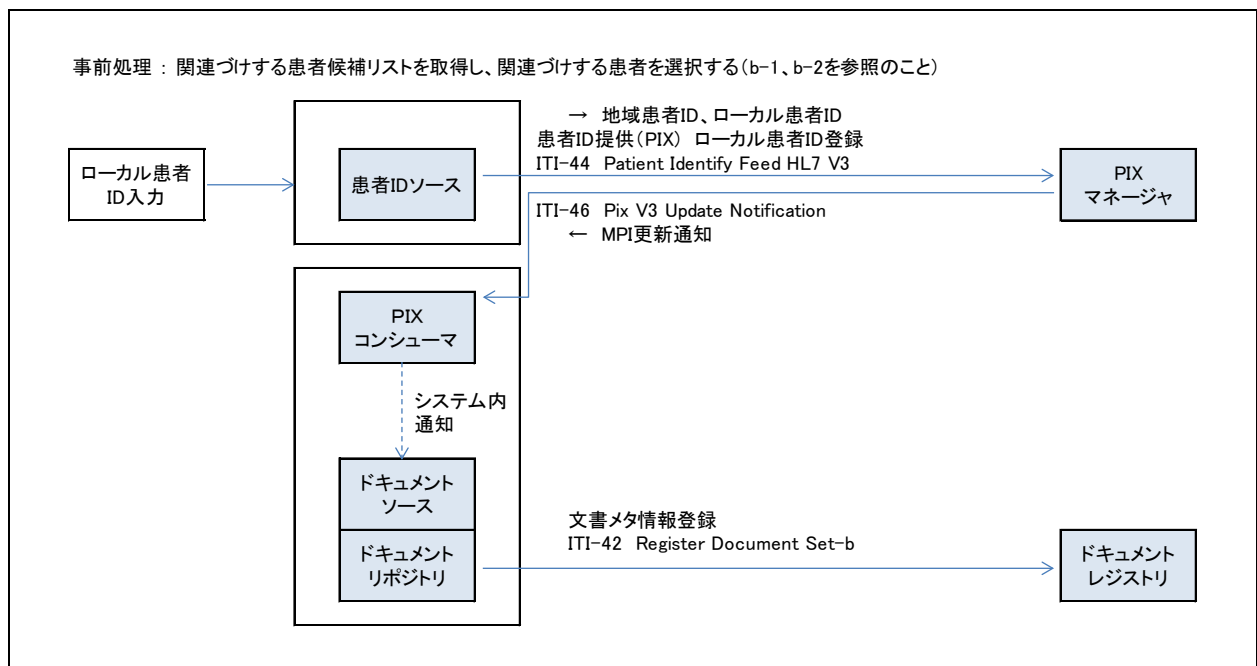 事前処理 : 関連づけする患者候補リストを取得し、関連づけする患者を選択する(b-1、b-2を参照のこと)
→ 地域患者ID、ローカル患者ID
患者ID提供(PIX) ローカル患者ID登録
ITI-44 Patient Identify Feed HL7 V3
ローカル患者
ID入力
患者IDソース
PIX
マネージャ
ITI-46 Pix V3 Update Notification
← MPI更新通知
PIX
コンシューマ
システム内
通知
ドキュメント
ソース
ドキュメント
リポジトリ
文書メタ情報登録
ITI-42 Register Document Set-b
ドキュメント
レジストリ